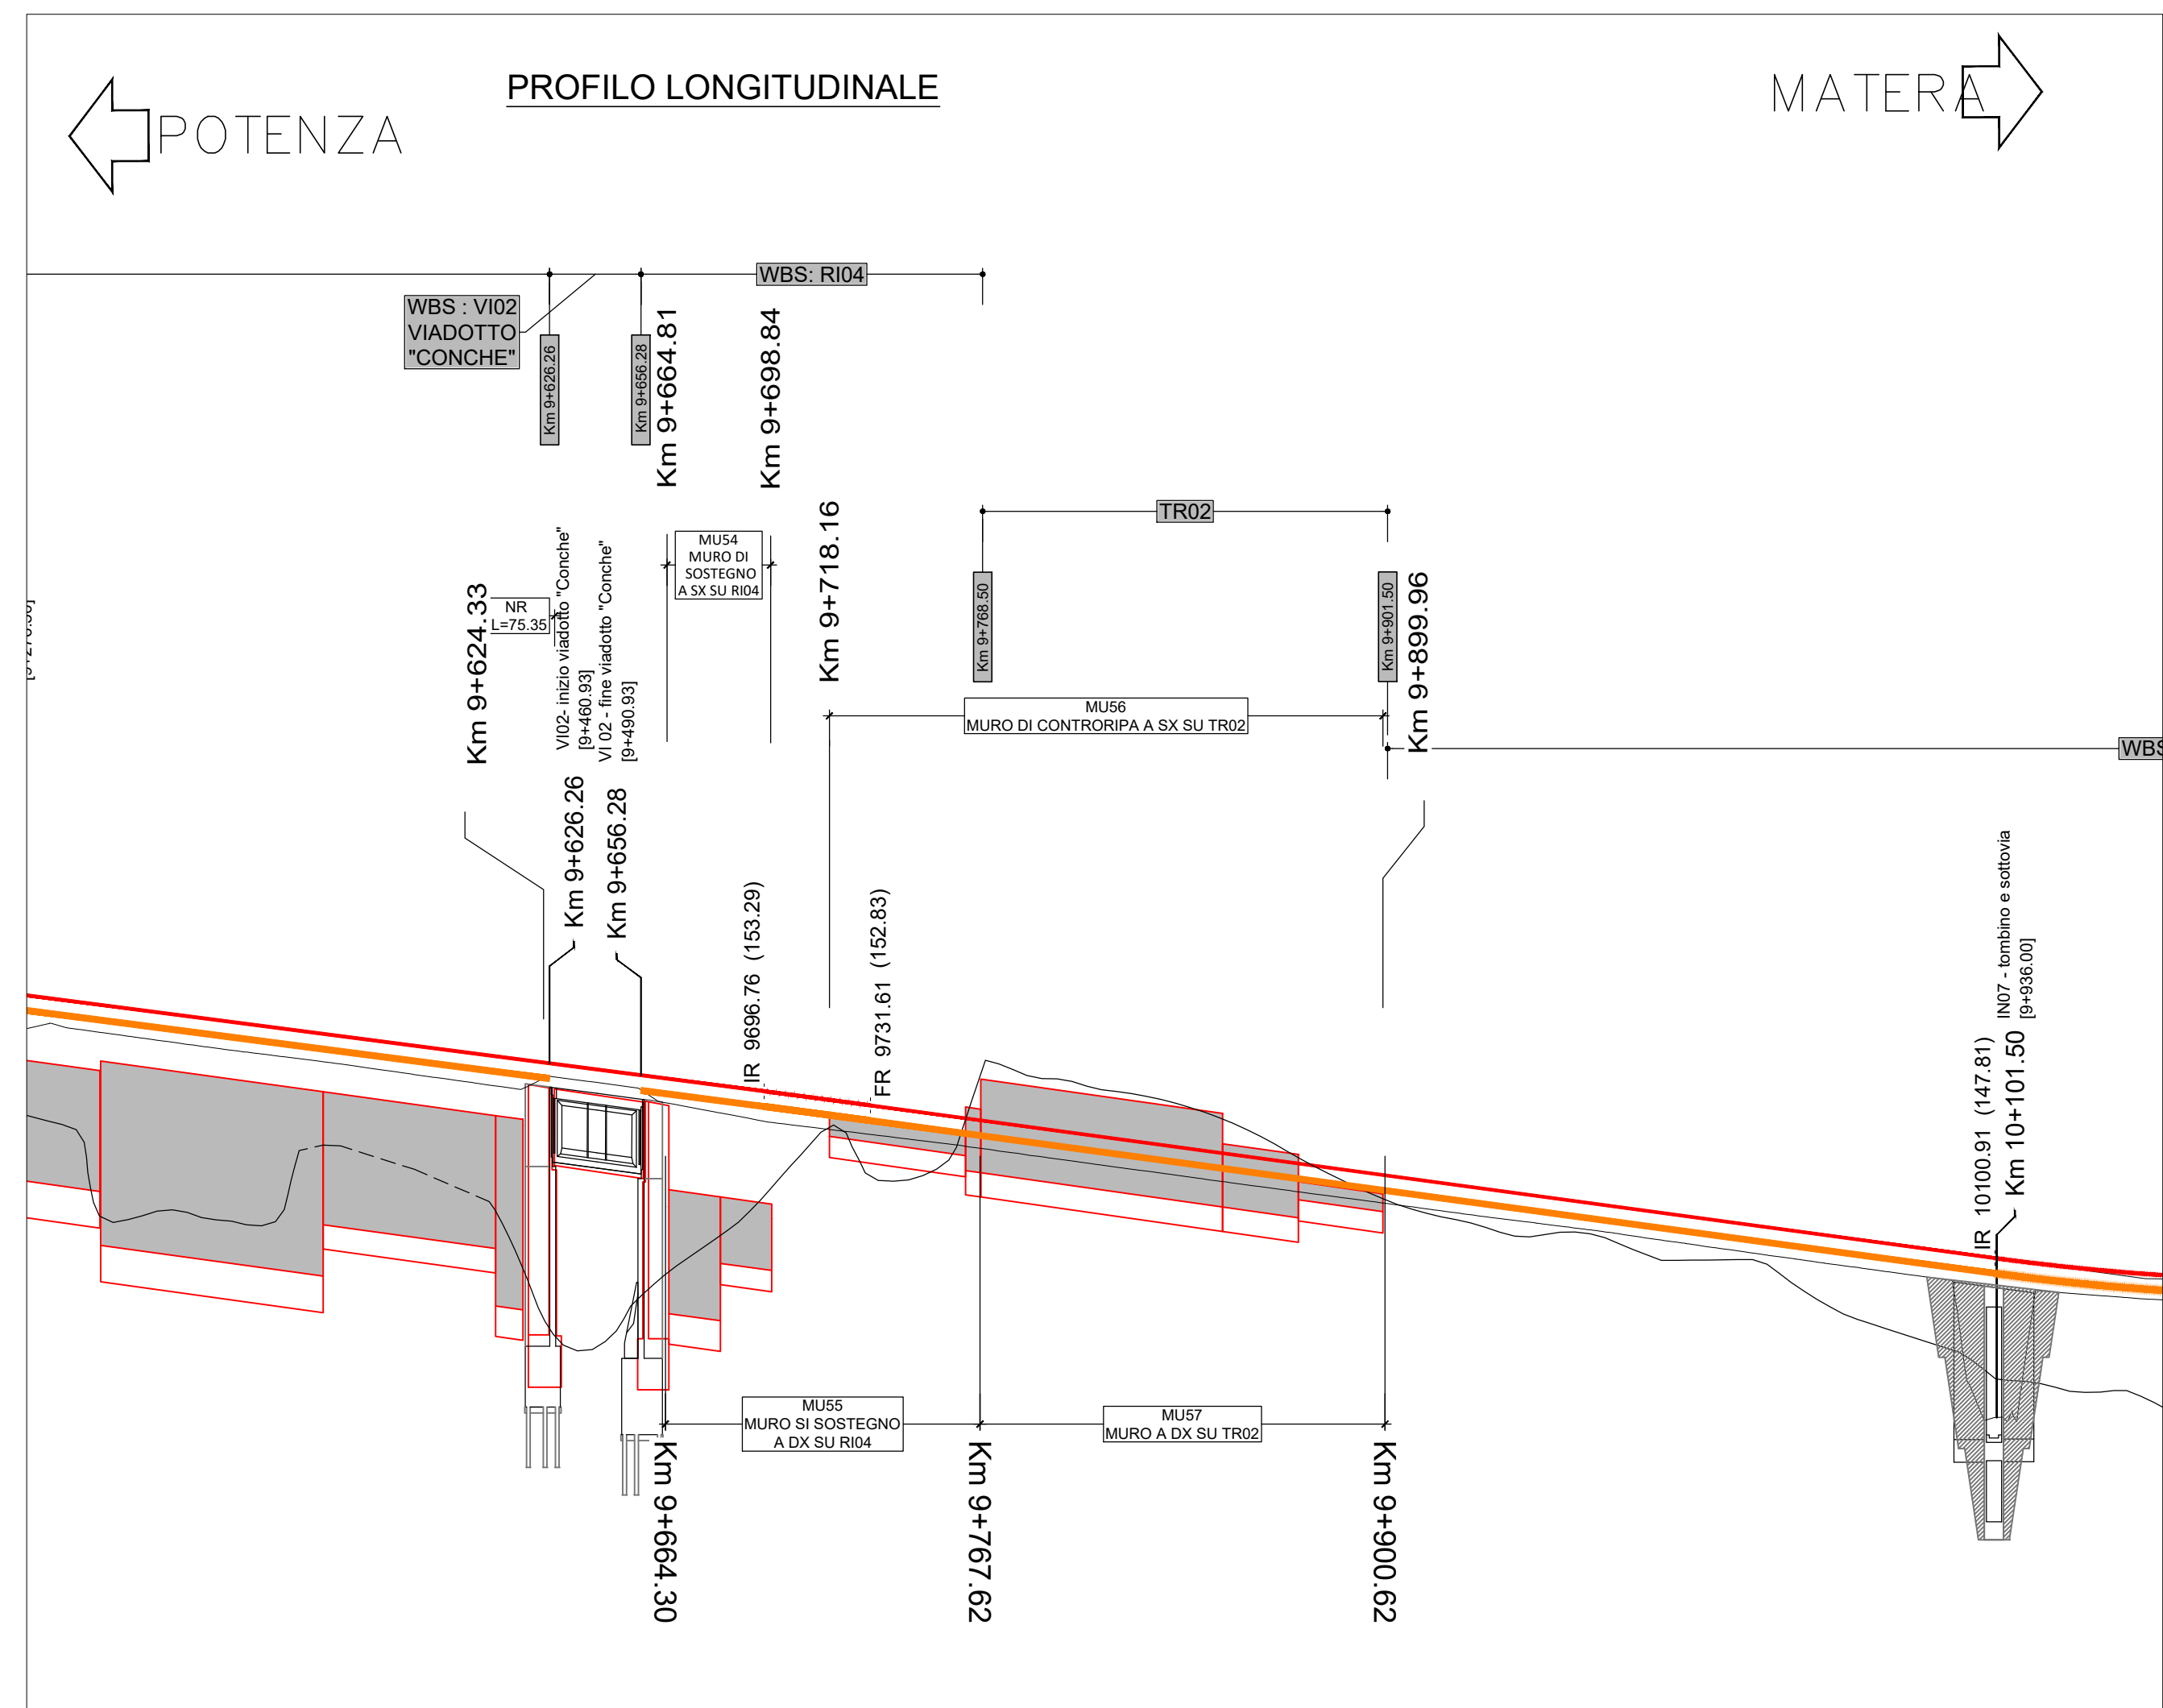 PROFILO LONGITUDINALE
POTENZA
MATERA
WBS: RI04
WBS : VI02
VIADOTTO
"CONCHE"
Km 9+626.26
Km 9+656.28
Km 9+664.81
Km 9+698.84
TR02
Km 9+718.16
MU54
MURO DI
SOSTEGNO
A SX SU RI04
Km 9+768.50
Km 9+901.50
Km 9+899.96
Km 9+624.33
NR
L=75.35
VI02- inizio viadotto "Conche"
[9+460.93]
VI 02 - fine viadotto "Conche"
[9+490.93]
MU56
MURO DI CONTRORIPA A SX SU TR02
WBS
Km 9+626.26
Km 9+656.28
IR 9696.76 (153.29)
FR 9731.61 (152.83)
IN07 - tombino e sottovia
[9+936.00]
IR 10100.91 (147.81)
Km 10+101.50
MU55
MURO SI SOSTEGNO
A DX SU RI04
MU57
MURO A DX SU TR02
Km 9+664.30
Km 9+767.62
Km 9+900.62